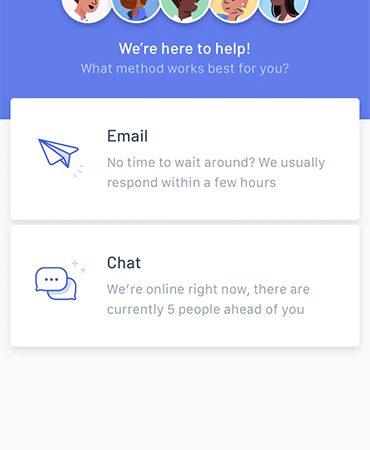 We’re here to help!
What method works best for you?
Email
No time to wait around? We usually
respond within a few hours
Chat
We’re online right now, there are
currently 5 people ahead of you